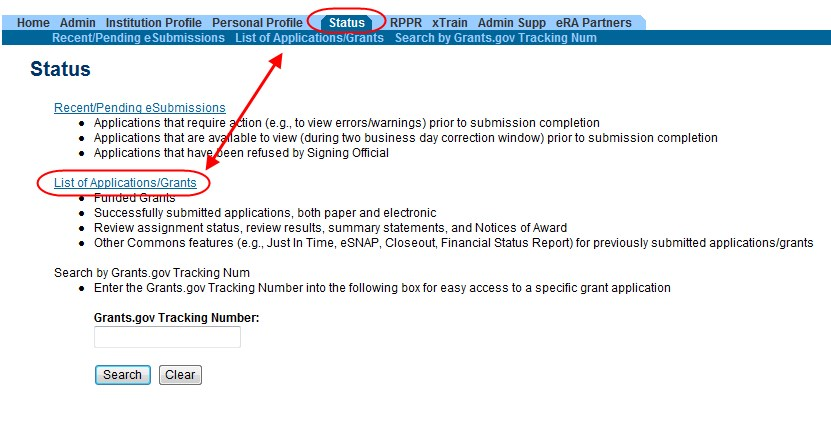 Home Admin Institution Profile Personal Profile Status RPPR xTrain Admin Supp eRA Partners
Recent/Pending eSubmissions List of Applications/Grants Search by Grants.gov Tracking Num
Status
Recent/Pending eSubmissions
• Applications that require action (e.g., to view errors/warnings) prior to submission completion
• Applications that are available to view (during two business day correction window) prior to submission completion
• Applications that have been refused by Signing Official
List of Applications/Grants
• Funded Grants
• Successfully submitted applications, both paper and electronic
• Review assignment status, review results, summary statements, and Notices of Award
• Other Commons features (e.g., Just In Time, eSNAP, Closeout, Financial Status Report) for previously submitted applications/grants
Search by Grants.gov Tracking Num
• Enter the Grants.gov Tracking Number into the following box for easy access to a specific grant application
Grants.gov Tracking Number:
Search Clear